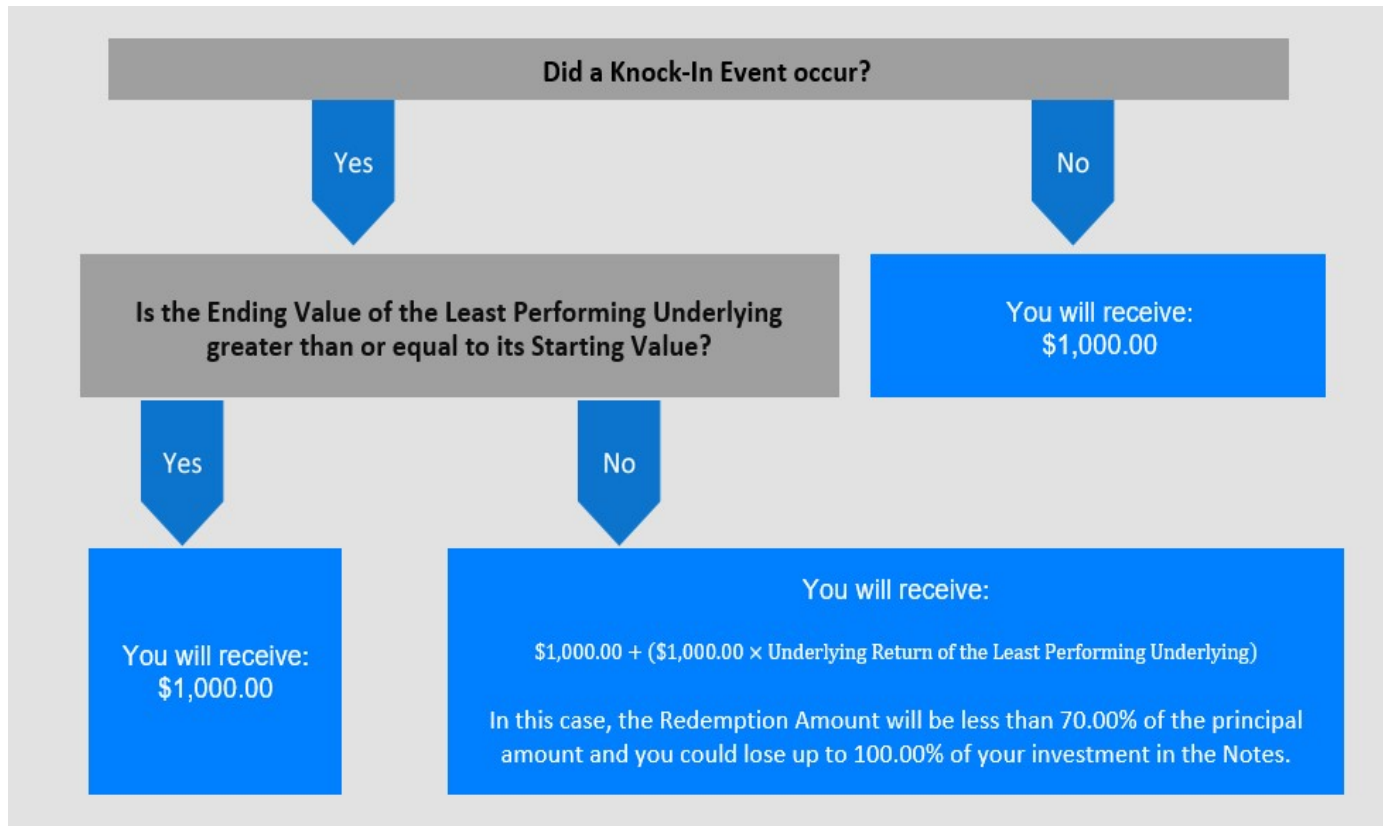 Did a Knock-In Event occur?
Yes
No
Is the Ending Value of the Least Performing Underlying
greater than or equal to its Starting Value?
You will receive:
$1,000.00
Yes
No
You will receive:
$1,000.00
You will receive:
$1,000.00 + ($1,000.00 × Underlying Return of the Least Performing Underlying)
In this case, the Redemption Amount will be less than 70.00% of the principal
amount and you could lose up to 100.00% of your investment in the Notes.